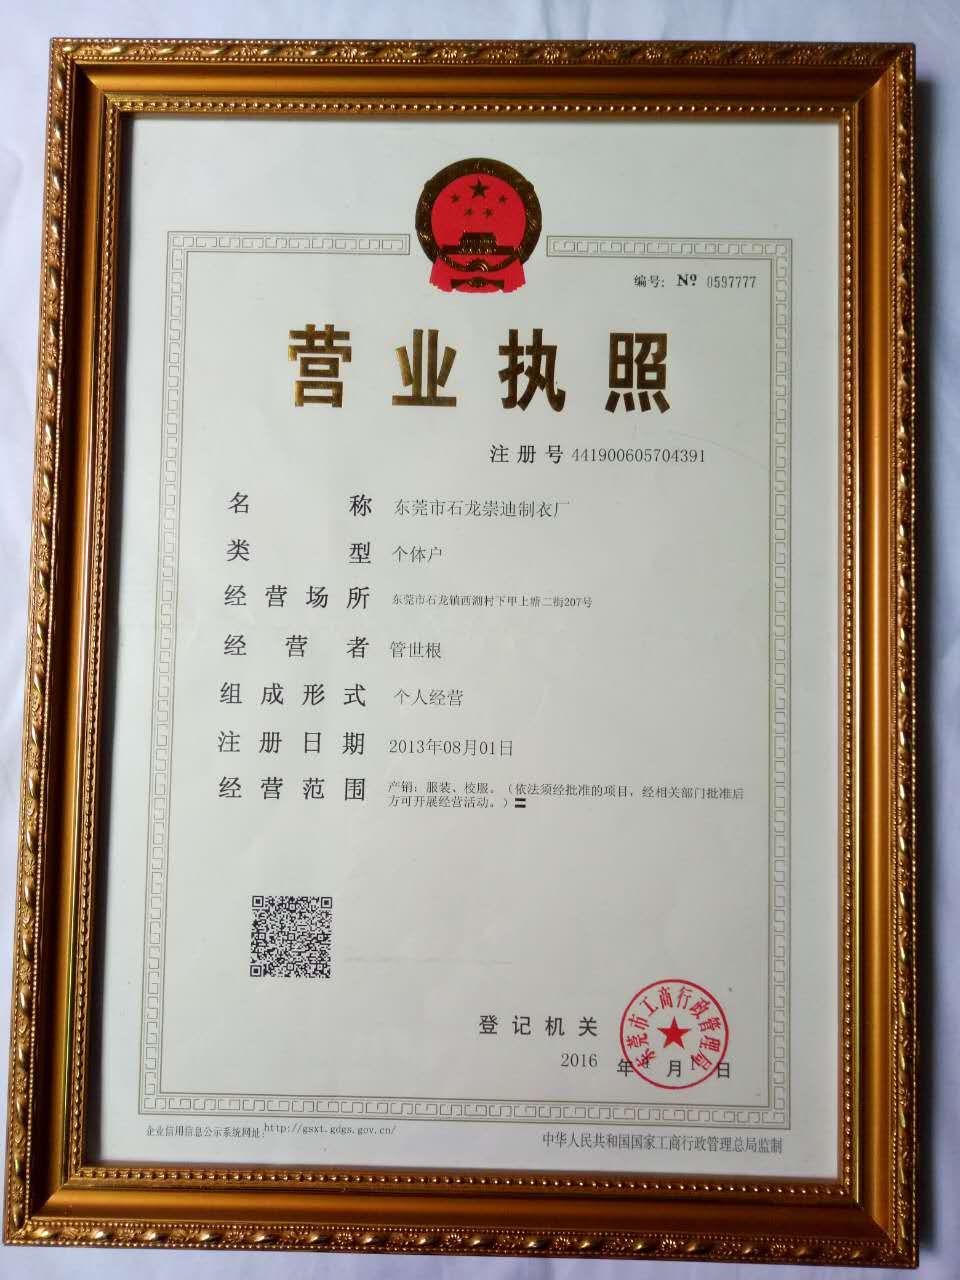 编号: Nº 0597777
营业执照
注册号 441900605704391
名称 东莞市石龙崇迪制衣厂
类型 个体户
经营场所 东莞市石龙镇西湖村下甲上塘二街207号
经营者 管世根
组成形式 个人经营
注册日期 2013年08月01日
经营范围 产销：服装、校服。（依法须经批准的项目，经相关部门批准后
方可开展经营活动。）
东莞市工商行政管理局
登记机关
2016 年 月 日
企业信用信息公示系统网址: http://gsxt.gdgs.gov.cn/
中华人民共和国国家工商行政管理总局监制